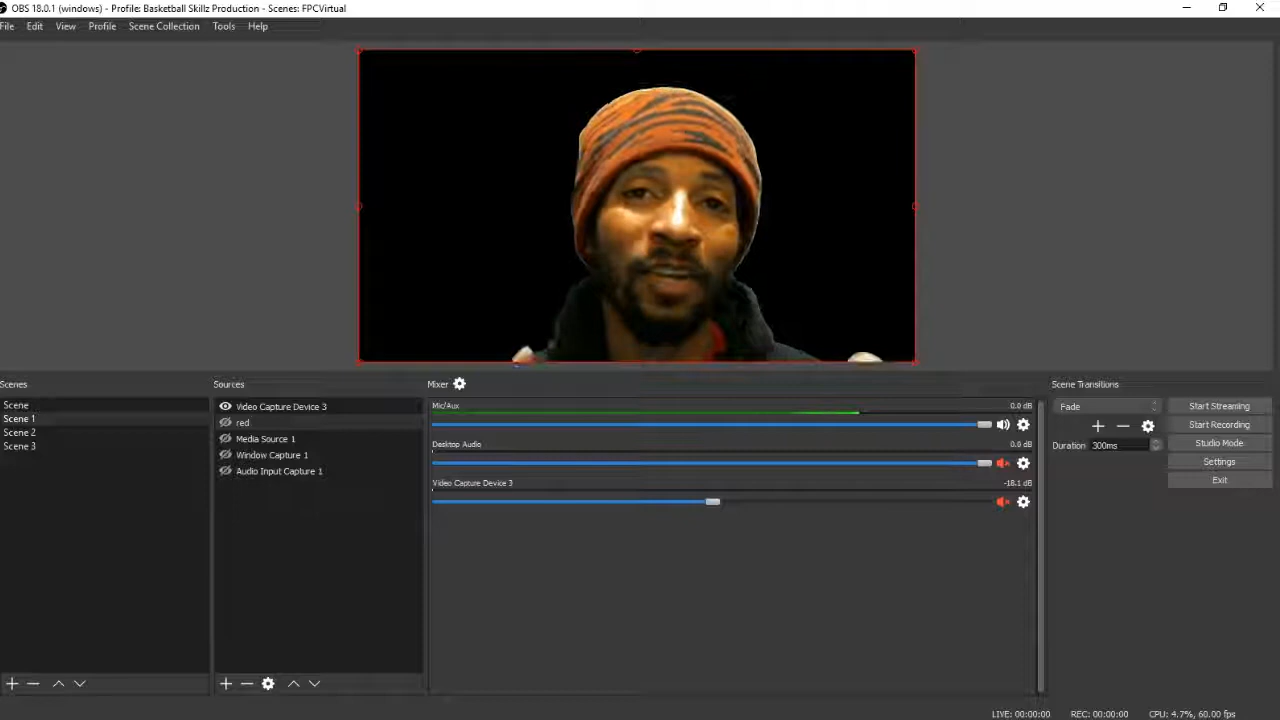 OBS 18.0.1 (windows) - Profile: Basketball Skillz Production - Scenes: FPCVirtual
File Edit View Profile Scene Collection Tools Help
Scenes
Scene
Scene 1
Scene 2
Scene 3
Sources
Video Capture Device 3
red
Media Source 1
Window Capture 1
Audio Input Capture 1
Mixer
Mic/Aux 0.0 dB
Desktop Audio 0.0 dB
Video Capture Device 3 -18.1 dB
Scene Transitions
Fade
Duration 300ms
Start Streaming
Start Recording
Studio Mode
Settings
Exit
LIVE: 00:00:00 REC: 00:00:00 CPU: 4.7%, 60.00 fps